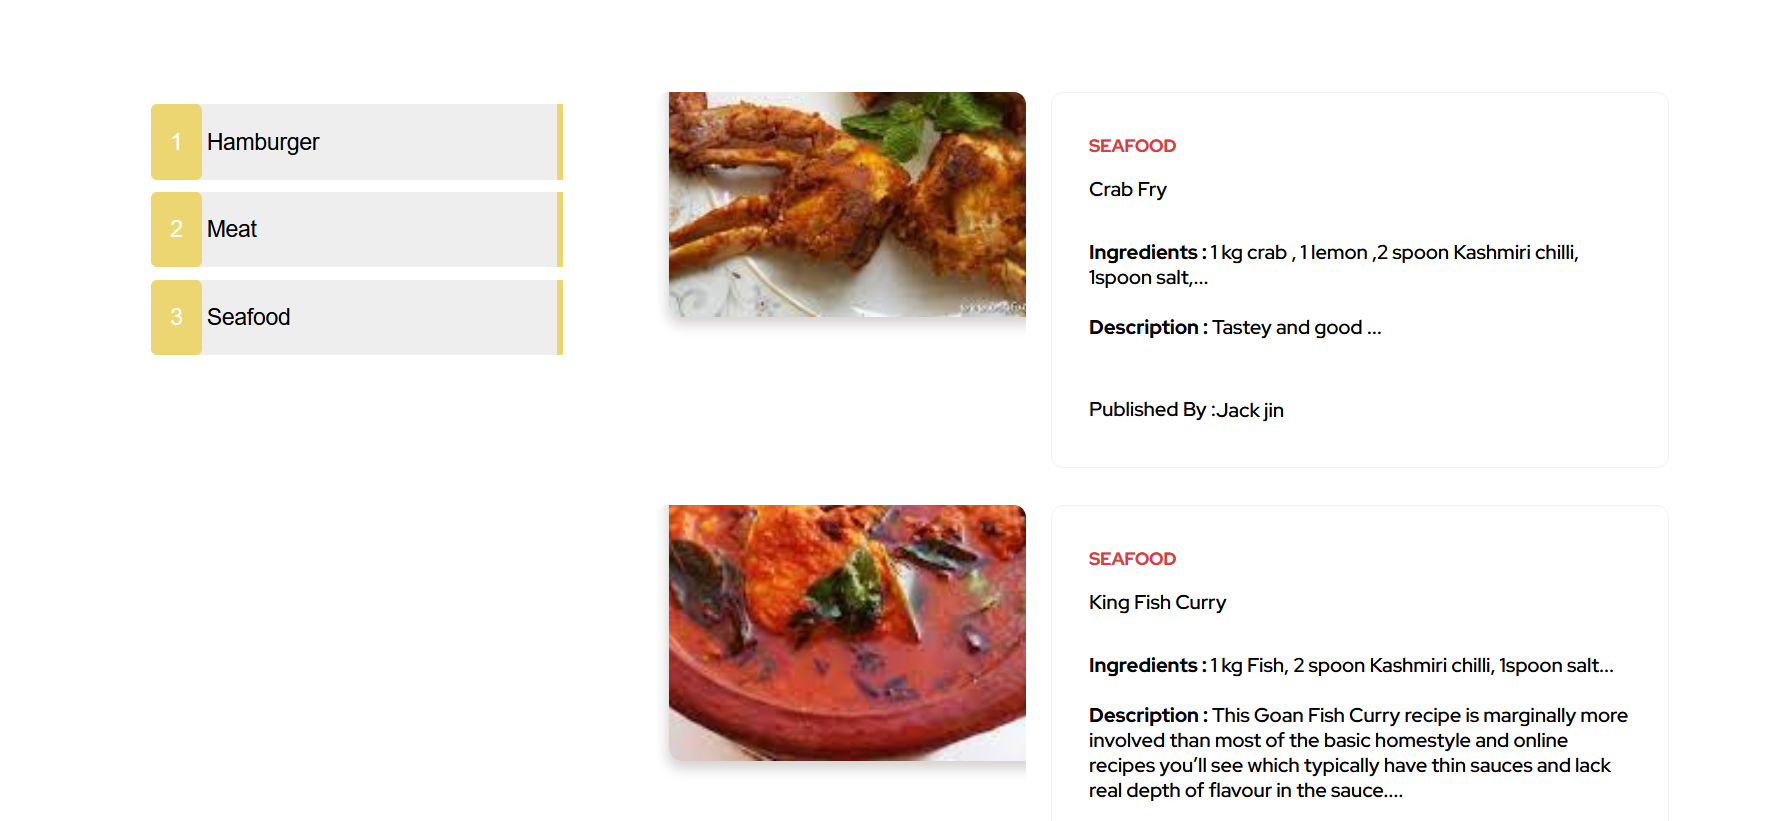 1 Hamburger
2 Meat
3 Seafood
SEAFOOD
Crab Fry
Ingredients : 1 kg crab , 1 lemon ,2 spoon Kashmiri chilli,
1spoon salt,...
Description : Tastey and good ...
Published By :Jack jin
SEAFOOD
King Fish Curry
Ingredients : 1 kg Fish, 2 spoon Kashmiri chilli, 1spoon salt...
Description : This Goan Fish Curry recipe is marginally more
involved than most of the basic homestyle and online
recipes you’ll see which typically have thin sauces and lack
real depth of flavour in the sauce....